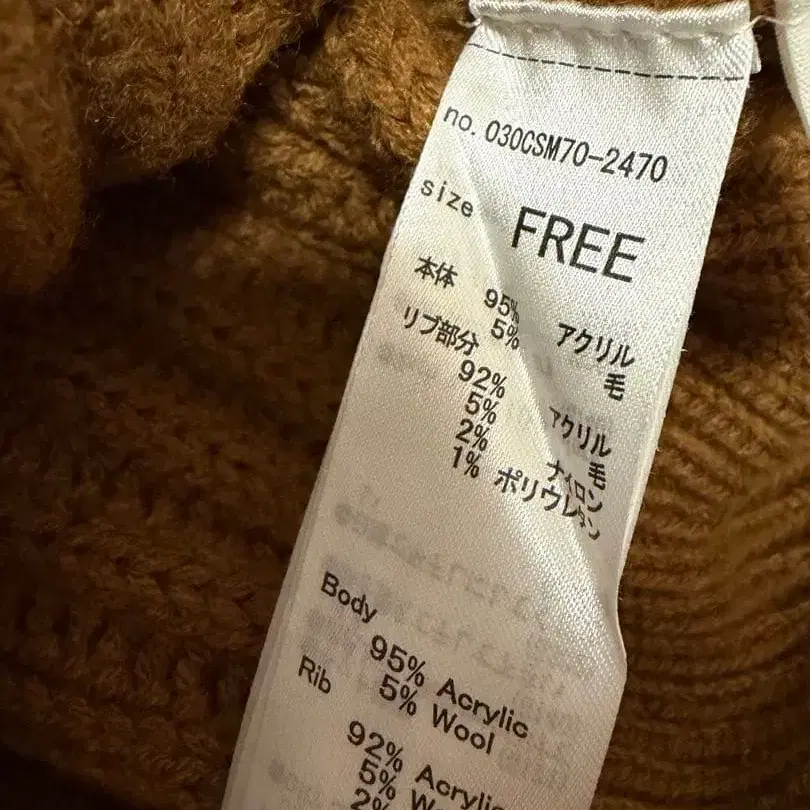 no. 030CSM70-2470
size FREE
本体 95% アクリル
5% 毛
リブ部分
92% アクリル
5% 毛
2% ナイロン
1% ポリウレタン
Body
95% Acrylic
5% Wool
Rib
92% Acrylic
5%
2%